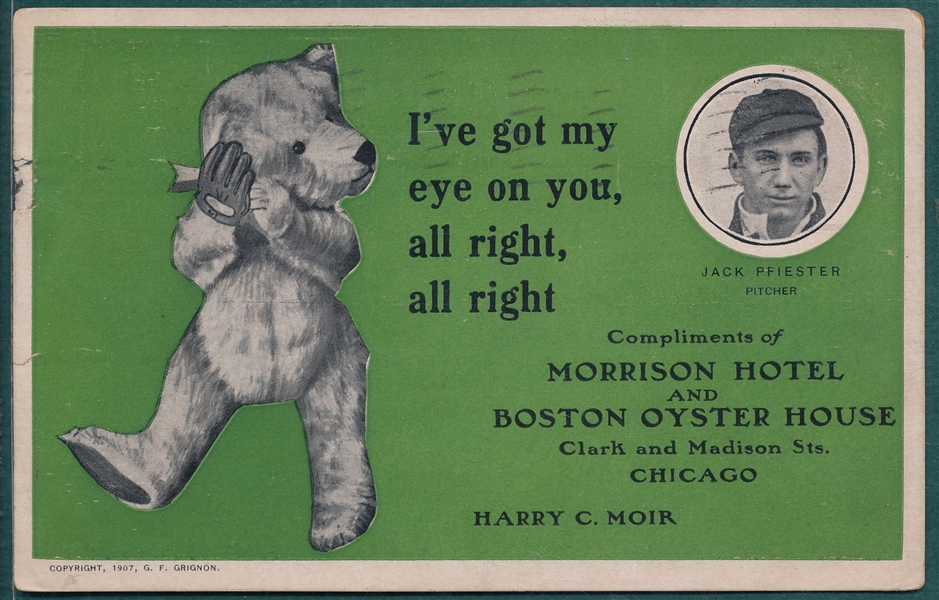 I've got my
eye on you,
all right,
all right
JACK PFIESTER
PITCHER
Compliments of
MORRISON HOTEL
AND
BOSTON OYSTER HOUSE
Clark and Madison Sts.
CHICAGO
HARRY C. MOIR
COPYRIGHT, 1907, G. F. GRIGNON.